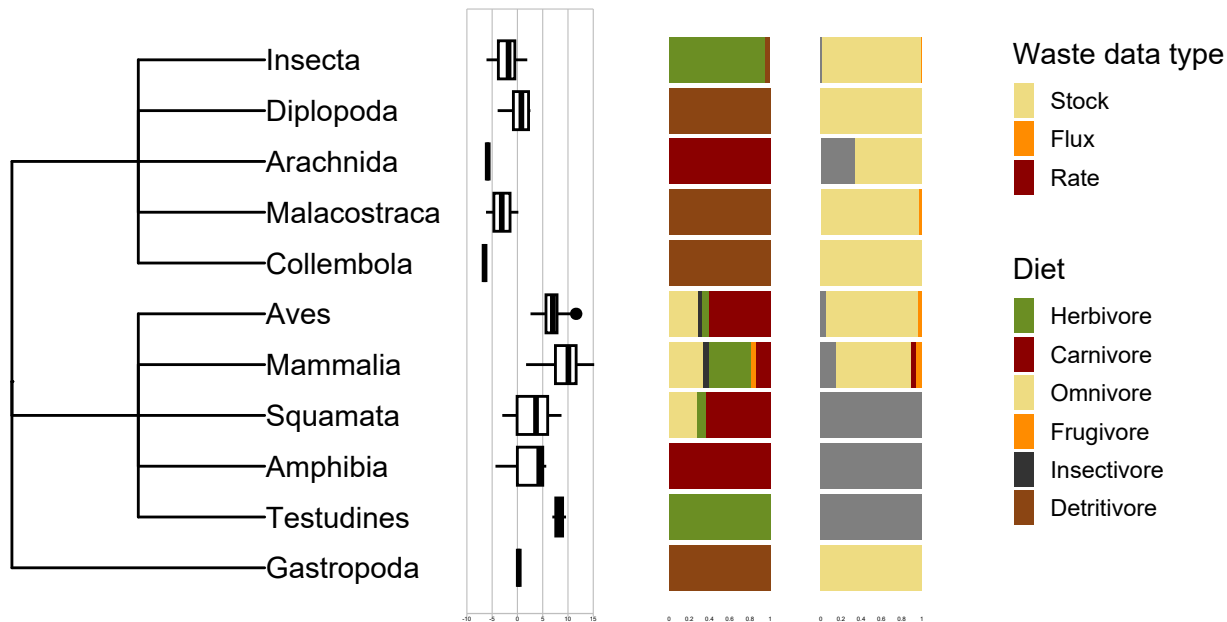 Insecta
Diplopoda
Arachnida
Malacostraca
Collembola
Aves
Mammalia
Squamata
Amphibia
Testudines
Gastropoda
-10 -5 0 5 10 15
0 0.2 0.4 0.6 0.8 1
0 0.2 0.4 0.6 0.8 1
Waste data type
Stock
Flux
Rate
Diet
Herbivore
Carnivore
Omnivore
Frugivore
Insectivore
Detritivore